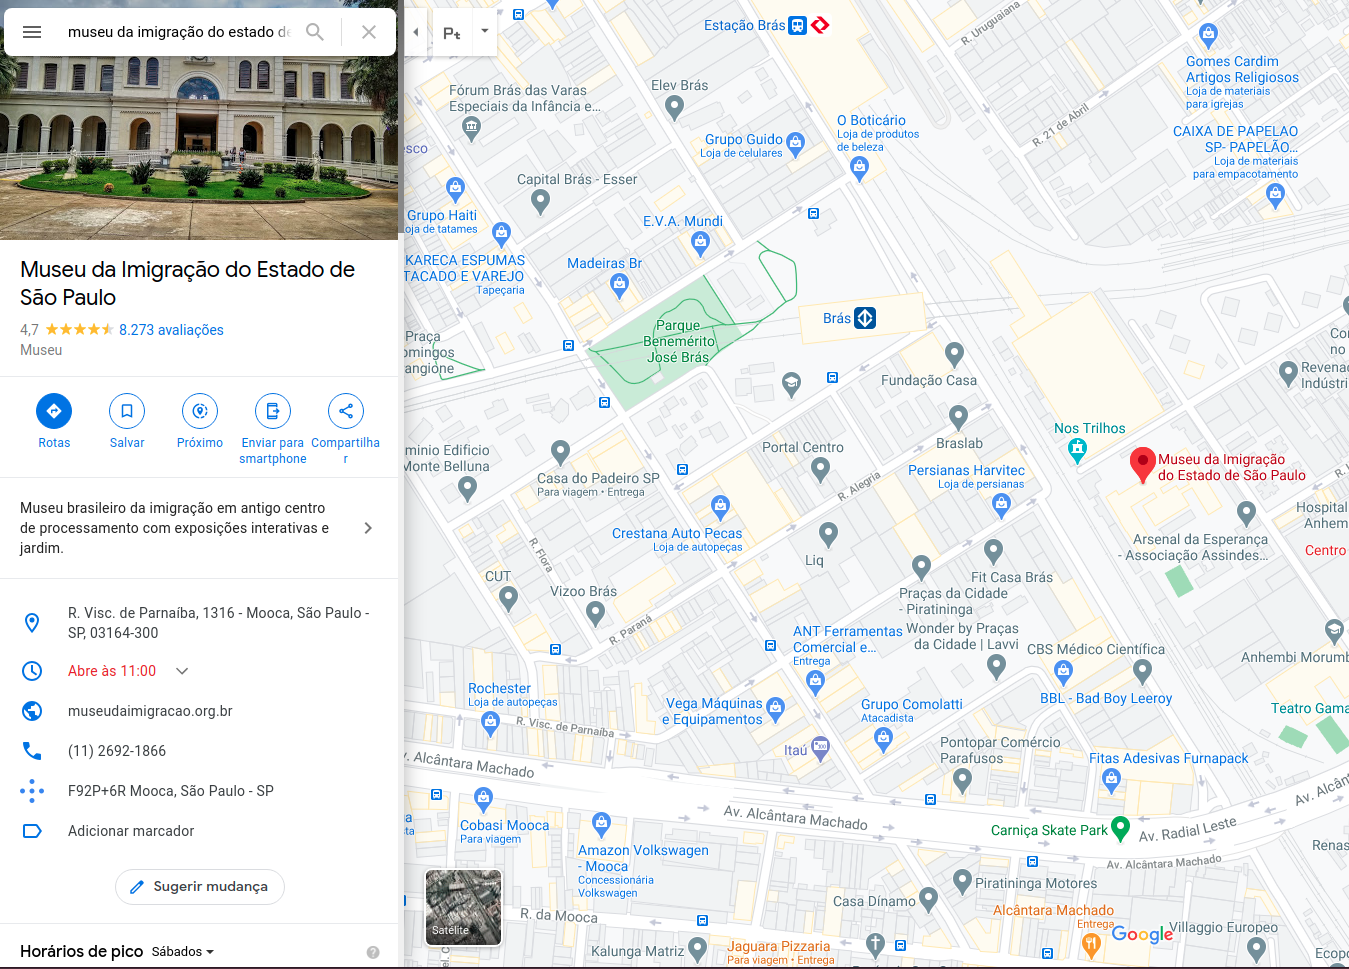 museu da imigração do estado de
Museu da Imigração do Estado de
São Paulo
4,7
8.273 avaliações
Museu
Rotas
Salvar
Próximo
Enviar para
smartphone
Compartilha
r
Museu brasileiro da imigração em antigo centro
de processamento com exposições interativas e
jardim.
R. Visc. de Parnaíba, 1316 - Mooca, São Paulo -
SP, 03164-300
Abre às 11:00
museudaimigracao.org.br
(11) 2692-1866
F92P+6R Mooca, São Paulo - SP
Adicionar marcador
Sugerir mudança
Horários de pico Sábados
Estação Brás
R. Uruguaiana
Gomes Cardim
Artigos Religiosos
Loja de materiais
para igrejas
Fórum Brás das Varas
Especiais da Infância e...
Elev Brás
O Boticário
Loja de produtos
de beleza
R. 21 de Abril
CAIXA DE PAPELAO
SP- PAPELÃO...
Loja de materiais
para empacotamento
Grupo Guido
Loja de celulares
esco
Capital Brás - Esser
Grupo Haiti
oja de tatames
E.V.A. Mundi
KARECA ESPUMAS
TACADO E VAREJO
Tapeçaria
Madeiras Br
Parque
Benemérito
José Brás
Brás
Praça
omingos
angione
Fundação Casa
Revenac
Indústri
Nos Trilhos
Braslab
Portal Centro
minio Edificio
Monte Belluna
Casa do Padeiro SP
Para viagem • Entrega
Persianas Harvitec
Loja de persianas
R. Alegria
Museu da Imigração
do Estado de São Paulo
Hospital
Anhem
Centro
Crestana Auto Pecas
Loja de autopeças
Arsenal da Esperança
- Associação Assindes...
R. Flora
Liq
CUT
Vizoo Brás
Fit Casa Brás
Praças da Cidade
- Piratininga
R. Paraná
ANT Ferramentas
Comercial e...
Entrega
Wonder by Praças
da Cidade | Lavvi
CBS Médico Científica
Anhembi Morumb
Rochester
Loja de autopeças
Vega Máquinas
e Equipamentos
Grupo Comolatti
Atacadista
BBL - Bad Boy Leeroy
Teatro Gama
R. Visc. de Parnaíba
Itaú
Pontopar Comércio
Parafusos
Fitas Adesivas Furnapack
v. Alcântara Machado
Av. Alcân
Av. Alcântara Machado
Cobasi Mooca
Para viagem
Carniça Skate Park
Av. Radial Leste
Amazon Volkswagen
- Mooca
Concessionária
Volkswagen
Av. Alcântara Machado
Renas
Piratininga Motores
Casa Dínamo
Alcântara Machado
Entrega
R. da Mooca
Villaggio Europeo
Satélite
Kalunga Matriz
Jaguara Pizzaria
Para viagem • Entrega
Google
Ecopo